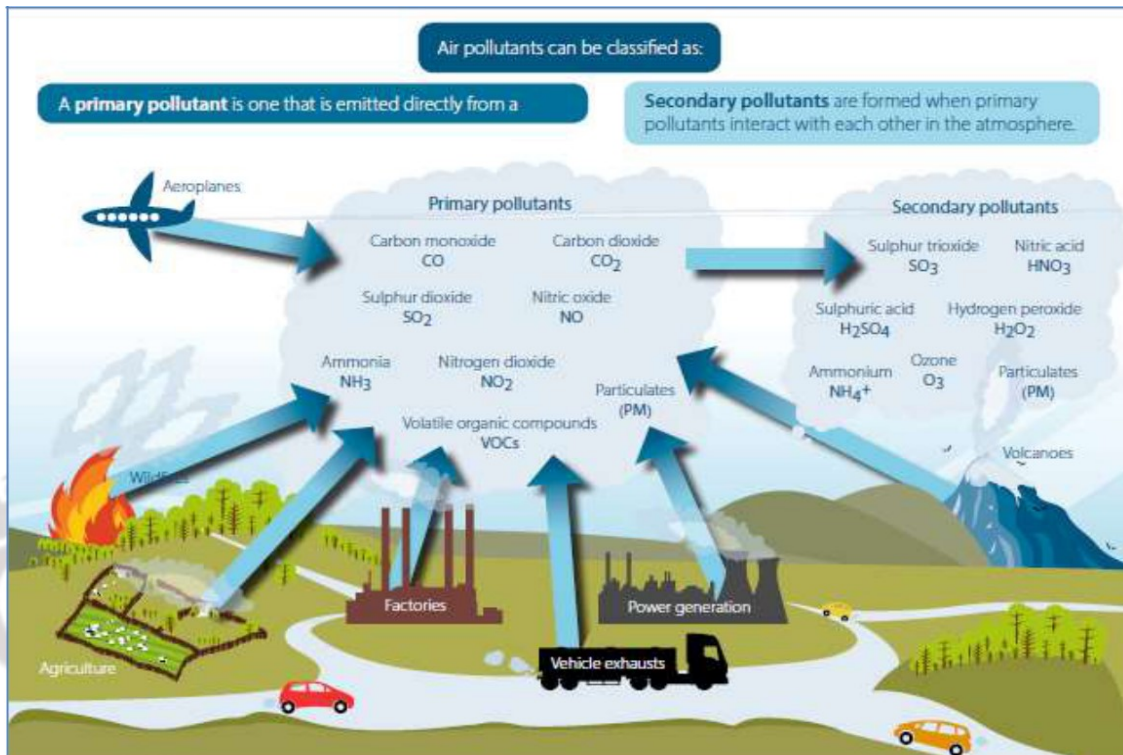 Air pollutants can be classified as:
A primary pollutant is one that is emitted directly from a
Secondary pollutants are formed when primary
pollutants interact with each other in the atmosphere.
Aeroplanes
Primary pollutants
Carbon monoxide
CO
Carbon dioxide
CO2
Sulphur dioxide
SO2
Nitric oxide
NO
Ammonia
NH3
Nitrogen dioxide
NO2
Particulates
(PM)
Volatile organic compounds
VOCs
Secondary pollutants
Sulphur trioxide
SO3
Nitric acid
HNO3
Sulphuric acid
H2SO4
Hydrogen peroxide
H2O2
Ammonium
NH4+
Ozone
O3
Particulates
(PM)
Volcanoes
Factories
Power generation
Agriculture
Vehicle exhausts